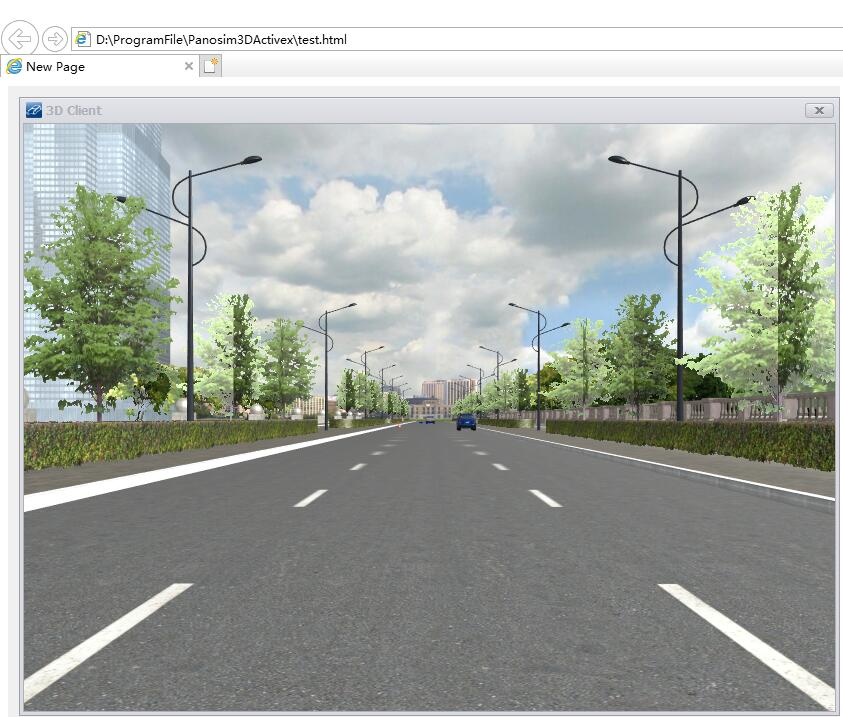 D:\ProgramFile\Panosim3DActivex\test.html
New Page
3D Client